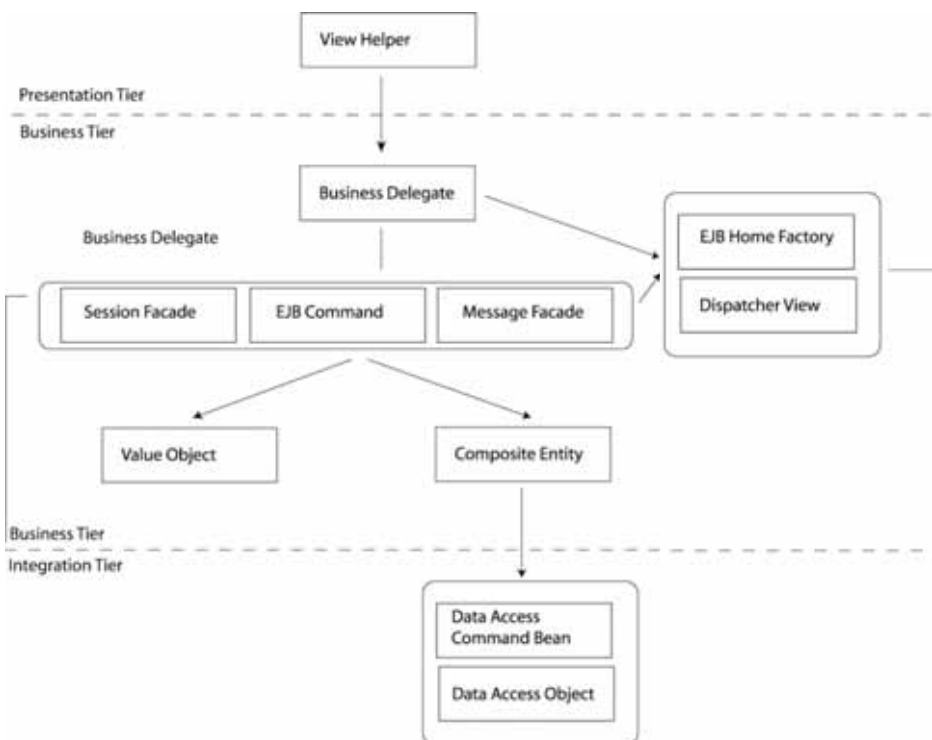 View Helper
Presentation Tier
Business Tier
Business Delegate
EJB Home Factory
Business Delegate
Session Facade
EJB Command
Message Facade
Dispatcher View
Value Object
Composite Entity
Business Tier
Integration Tier
Data Access
Command Bean
Data Access Object